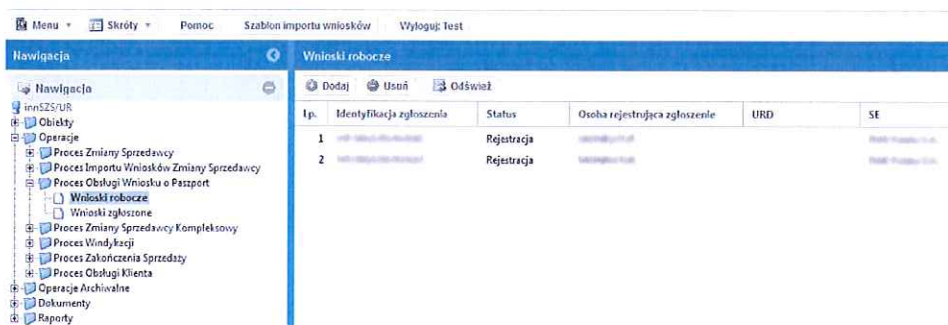 Menu Skróty Pomoc Szablon importu wniosków Wyloguj: Test
Nawigacja
Wnioski robocze
Nawigacja
Dodaj Usuń Odśwież
innSZS/UR
Obiekty
Operacje
Proces Zmiany Sprzedawcy
Proces Importu Wniosków Zmiany Sprzedawcy
Proces Obsługi Wniosku o Paszport
Wnioski robocze
Wnioski zgłoszone
Proces Zmiany Sprzedawcy Kompleksowy
Proces Windykacji
Proces Zakończenia Sprzedaży
Proces Obsługi Klienta
Operacje Archiwalne
Dokumenty
Raporty
Lp. Identyfikacja zgłoszenia Status Osoba rejestrująca zgłoszenie URD SE
1 Rejestracja
2 Rejestracja